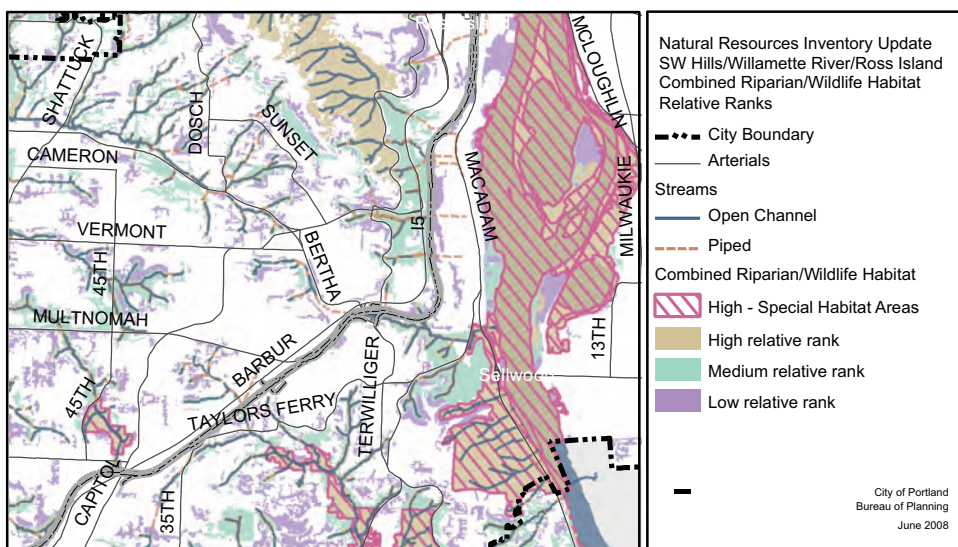 SHATTUCK
DOSCH
SUNSET
CAMERON
VERMONT
45TH
BERTHA
I5
MACADAM
MCLOUGHLIN
MILWAUKIE
MULTNOMAH
BARBUR
13TH
45TH
TAYLORS FERRY
TERWILLIGER
Sellwood
CAPITOL
35TH
Natural Resources Inventory Update
SW Hills/Willamette River/Ross Island
Combined Riparian/Wildlife Habitat
Relative Ranks
City Boundary
Arterials
Streams
Open Channel
Piped
Combined Riparian/Wildlife Habitat
High - Special Habitat Areas
High relative rank
Medium relative rank
Low relative rank
City of Portland
Bureau of Planning
June 2008